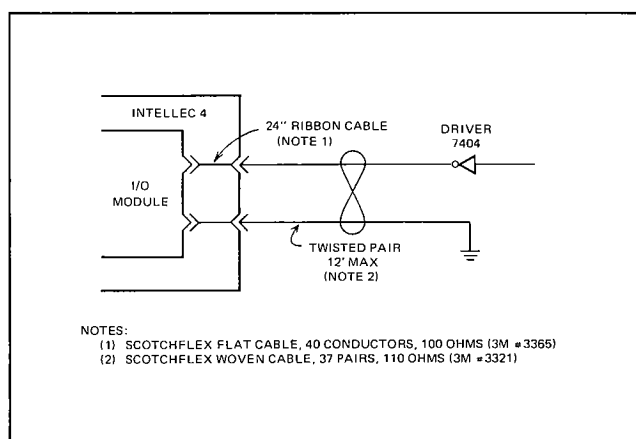 INTELLEC 4
24" RIBBON CABLE
(NOTE 1)
DRIVER
7404
I/O
MODULE
TWISTED PAIR
12' MAX
(NOTE 2)
NOTES:
(1) SCOTCHFLEX FLAT CABLE, 40 CONDUCTORS, 100 OHMS (3M #3365)
(2) SCOTCHFLEX WOVEN CABLE, 37 PAIRS, 110 OHMS (3M #3321)